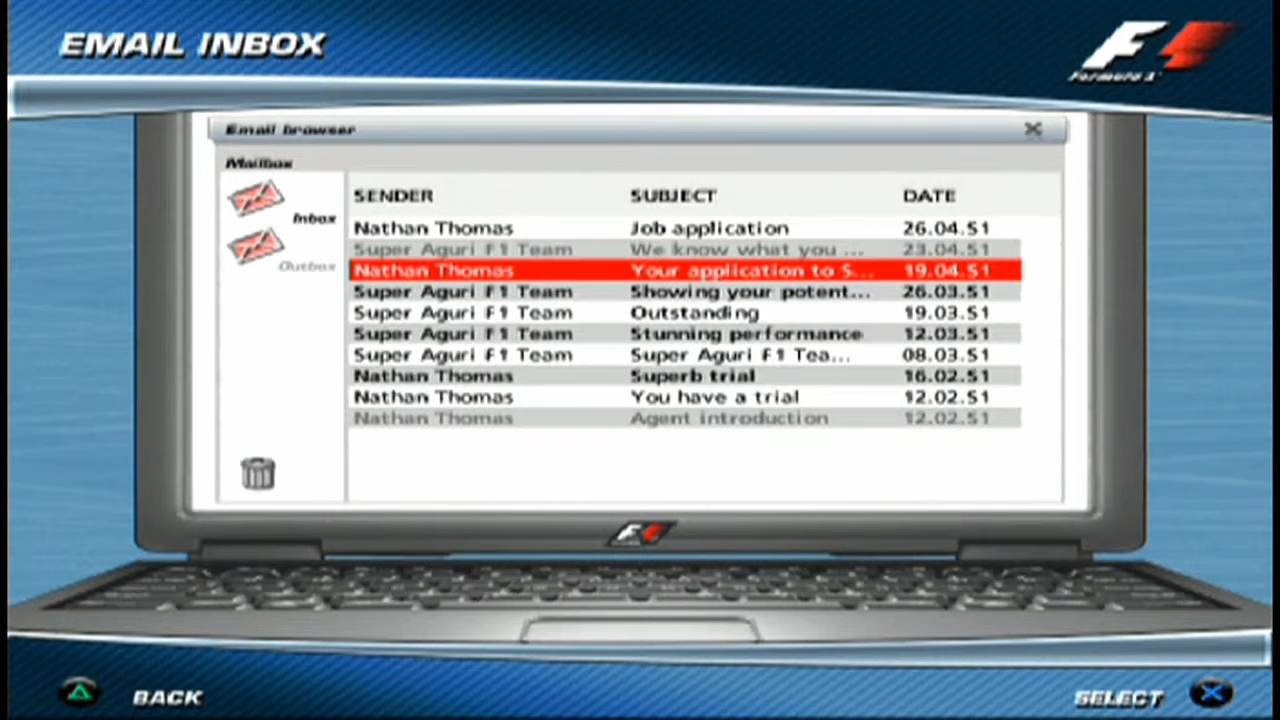 EMAIL INBOX
F1
Formula 1
Email browser
Mailbox
Inbox
Outbox
SENDER SUBJECT DATE
Nathan Thomas Job application 26.04.51
Super Aguri F1 Team We know what you ... 23.04.51
Nathan Thomas Your application to S... 19.04.51
Super Aguri F1 Team Showing your potent... 26.03.51
Super Aguri F1 Team Outstanding 19.03.51
Super Aguri F1 Team Stunning performance 12.03.51
Super Aguri F1 Team Super Aguri F1 Tea... 08.03.51
Nathan Thomas Superb trial 16.02.51
Nathan Thomas You have a trial 12.02.51
Nathan Thomas Agent introduction 12.02.51
F1
BACK SELECT